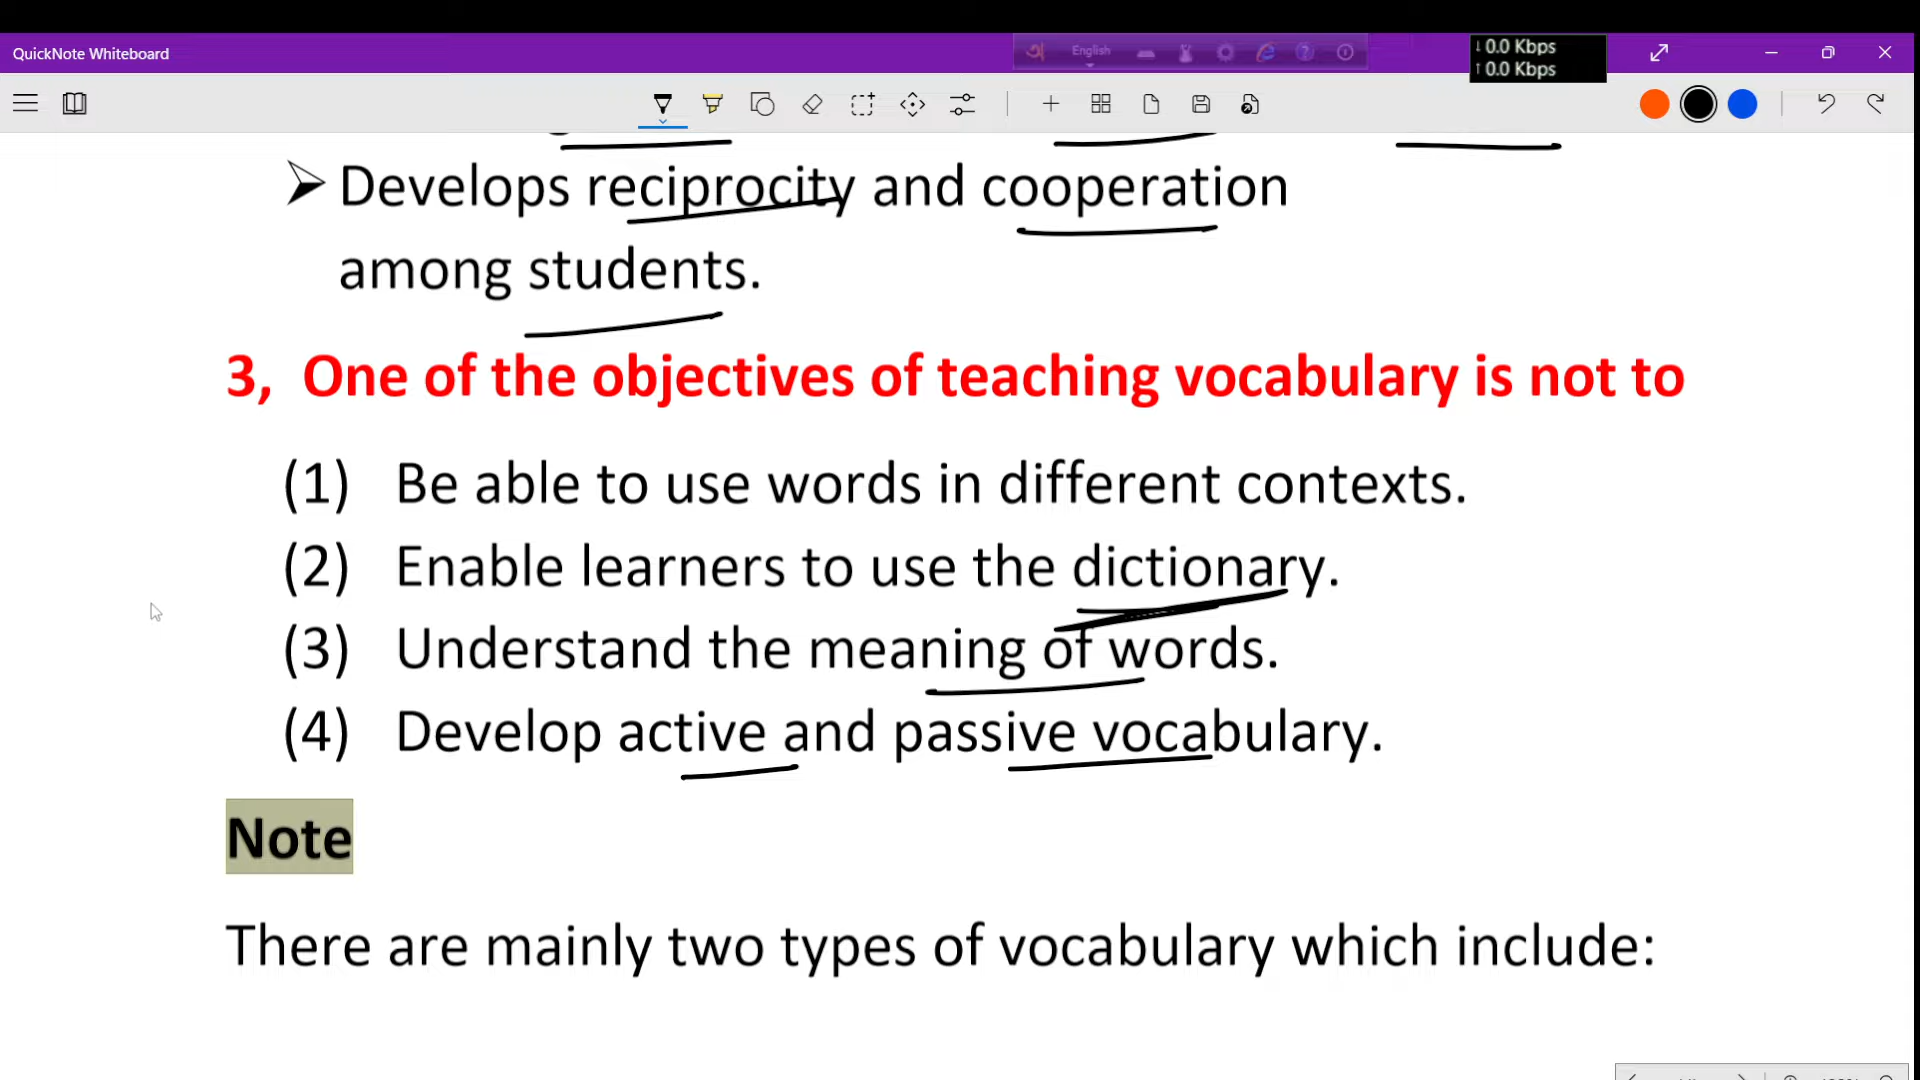 QuickNote Whiteboard
English
↓ 0.0 Kbps
↑ 0.0 Kbps
➢ Develops reciprocity and cooperation
among students.
3, One of the objectives of teaching vocabulary is not to
(1) Be able to use words in different contexts.
(2) Enable learners to use the dictionary.
(3) Understand the meaning of words.
(4) Develop active and passive vocabulary.
Note
There are mainly two types of vocabulary which include: